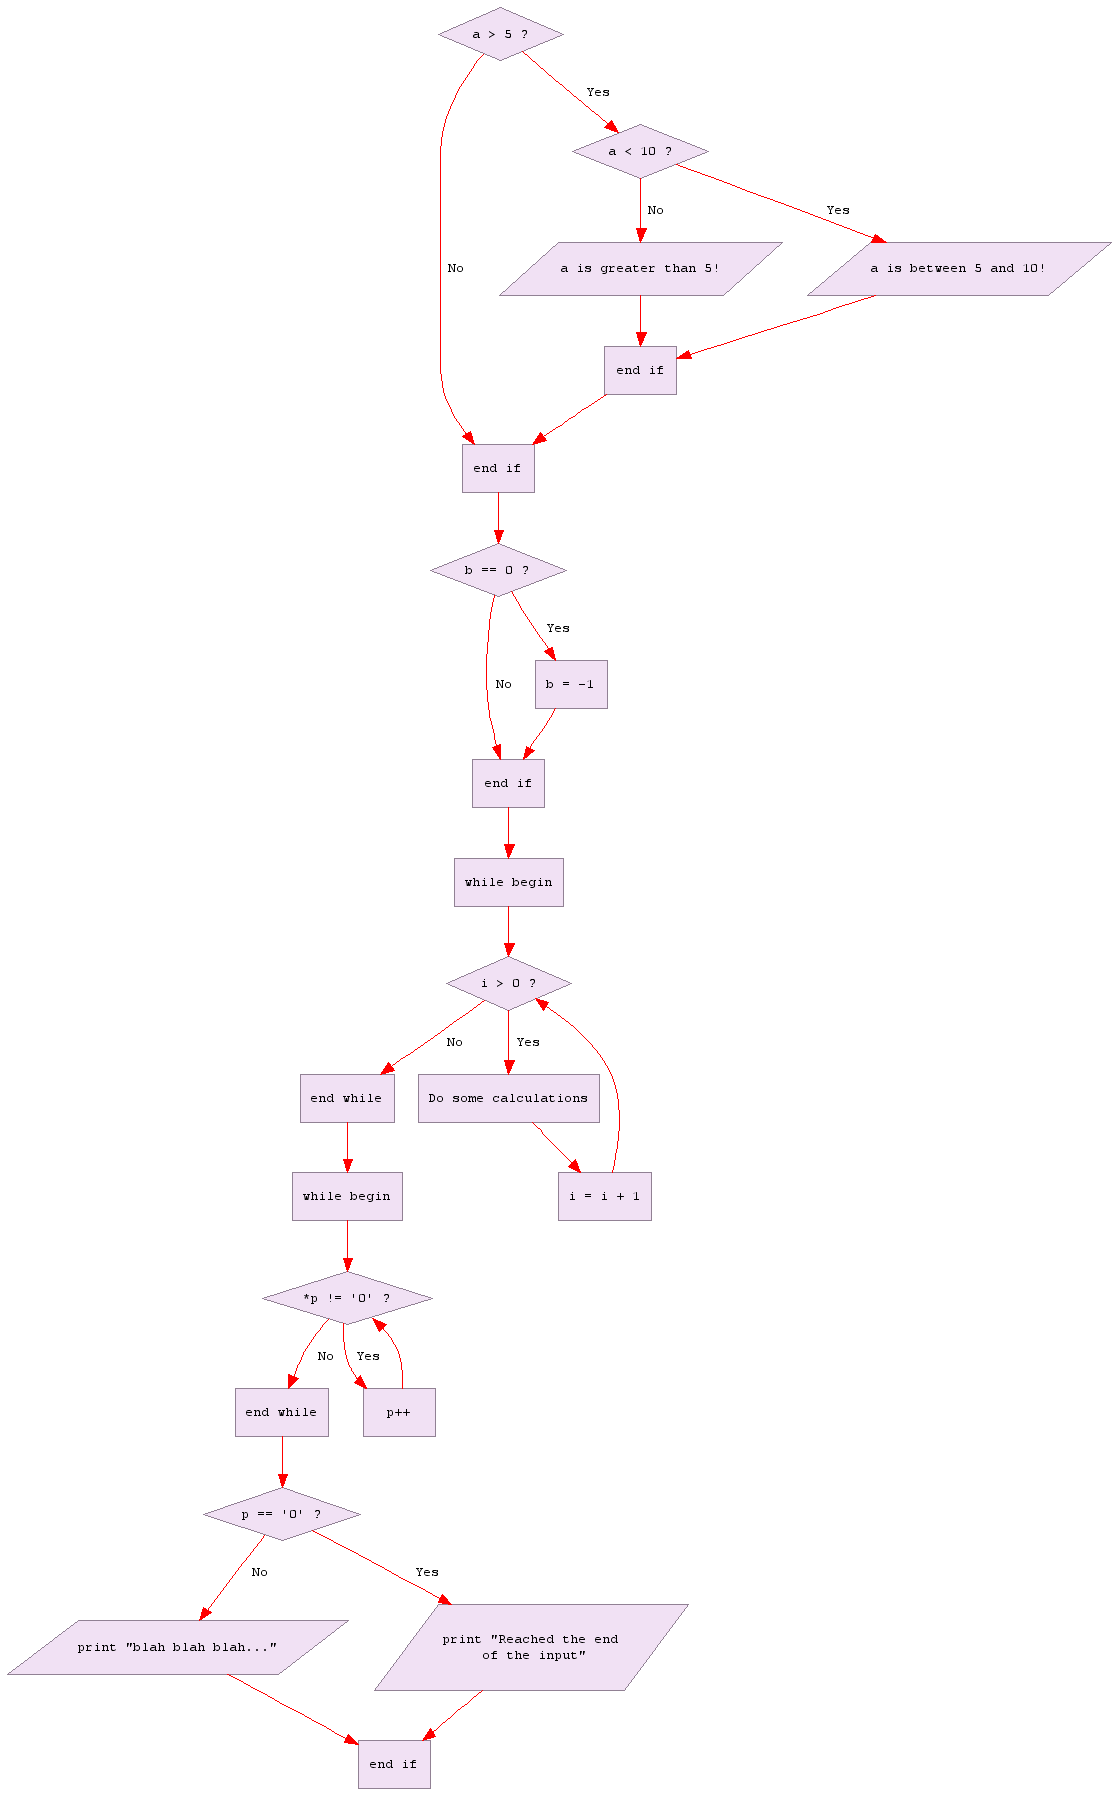 a > 5 ?
Yes
a < 10 ?
No
Yes
No
a is greater than 5!
a is between 5 and 10!
end if
end if
b == 0 ?
Yes
No
b = -1
end if
while begin
i > 0 ?
No
Yes
end while
Do some calculations
while begin
i = i + 1
*p != '0' ?
No
Yes
end while
p++
p == '0' ?
No
Yes
print "blah blah blah..."
print "Reached the end
of the input"
end if